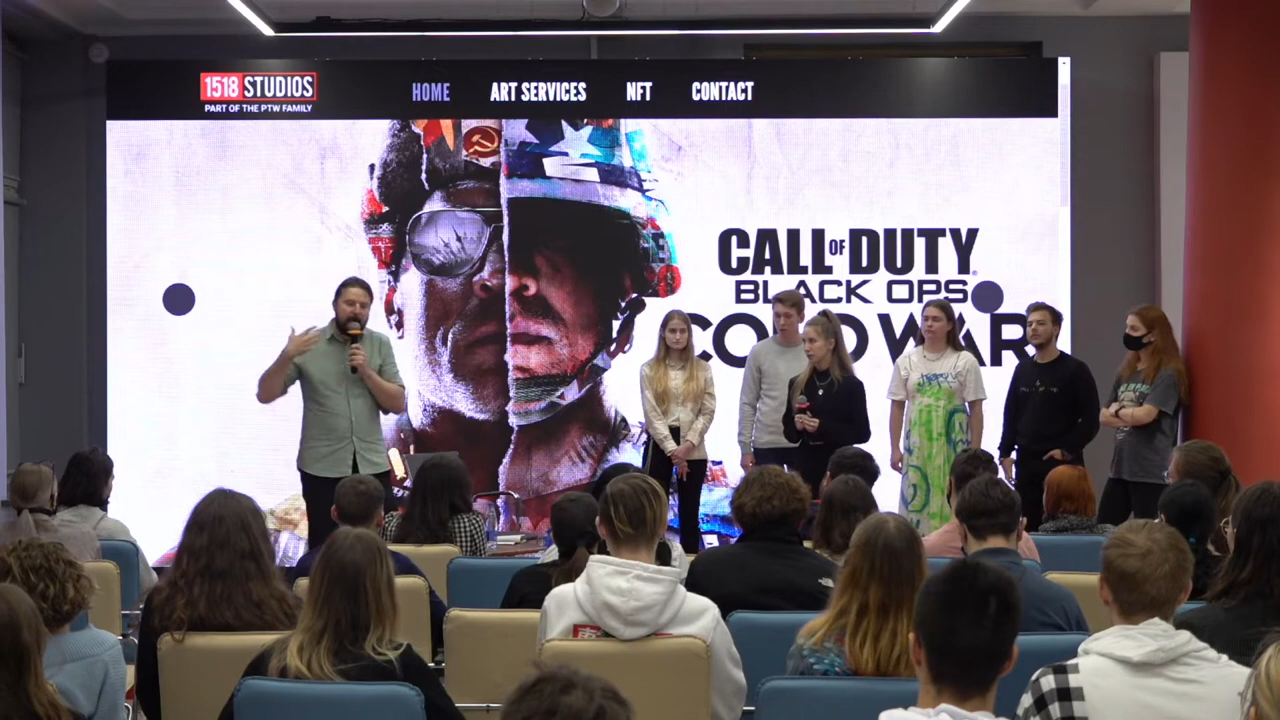 1518 STUDIOS
PART OF THE PTW FAMILY
HOME ART SERVICES NFT CONTACT
CALL OF DUTY
BLACK OPS
COLD WAR